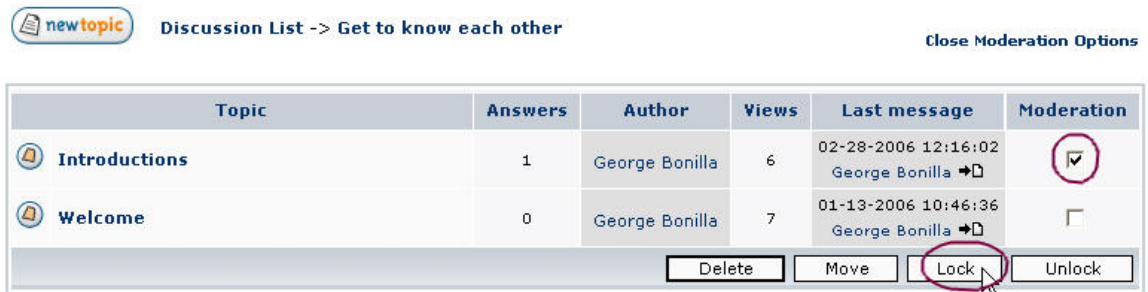 newtopic Discussion List -> Get to know each other
Close Moderation Options
Topic Answers Author Views Last message Moderation
Introductions 1 George Bonilla 6 02-28-2006 12:16:02
George Bonilla
Welcome 0 George Bonilla 7 01-13-2006 10:46:36
George Bonilla
Delete Move Lock Unlock